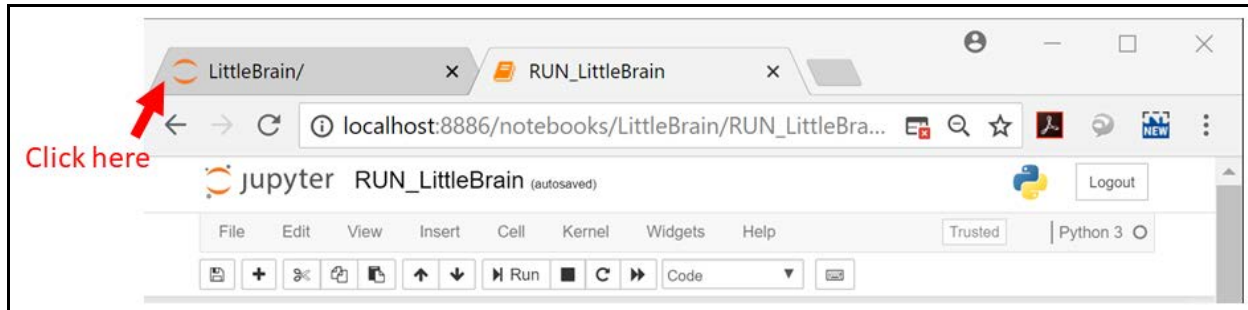 LittleBrain/ RUN_LittleBrain
localhost:8886/notebooks/LittleBrain/RUN_LittleBra... NEW
Click here
jupyter RUN_LittleBrain (autosaved) Logout
File Edit View Insert Cell Kernel Widgets Help Trusted Python 3
Run Code